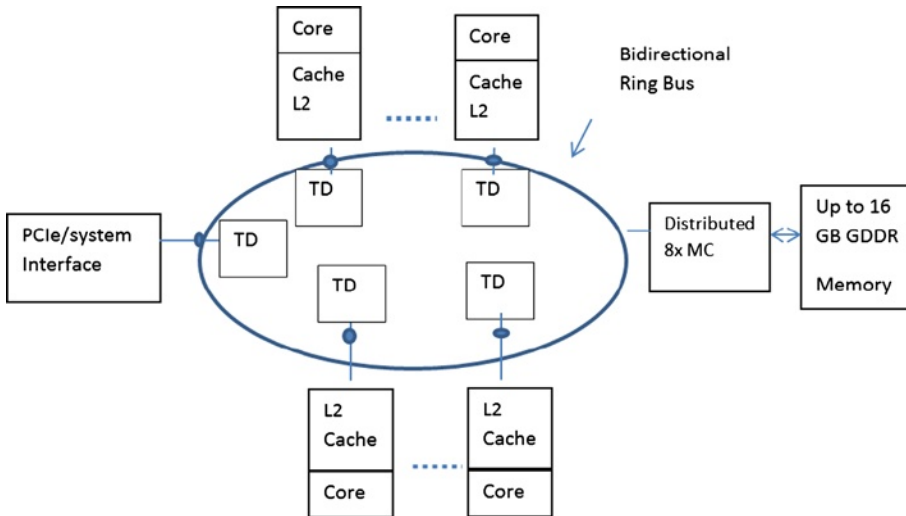 Core
Cache
L2
Core
Cache
L2
Bidirectional
Ring Bus
TD
TD
PCIe/system
Interface
TD
Distributed
8x MC
Up to 16
GB GDDR
Memory
TD
TD
L2
Cache
Core
L2
Cache
Core